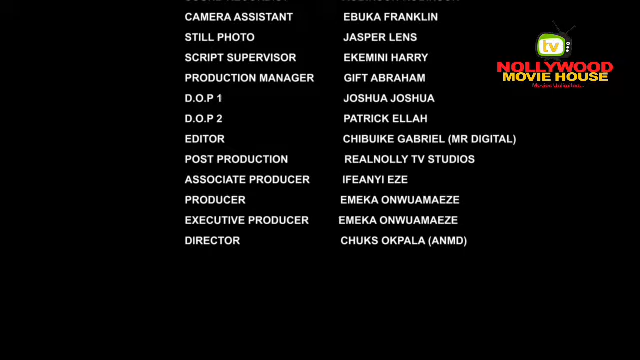 CAMERA ASSISTANT EBUKA FRANKLIN
STILL PHOTO JASPER LENS
SCRIPT SUPERVISOR EKEMINI HARRY
PRODUCTION MANAGER GIFT ABRAHAM
D.O.P 1 JOSHUA JOSHUA
D.O.P 2 PATRICK ELLAH
EDITOR CHIBUIKE GABRIEL (MR DIGITAL)
POST PRODUCTION REALNOLLY TV STUDIOS
ASSOCIATE PRODUCER IFEANYI EZE
PRODUCER EMEKA ONWUAMAEZE
EXECUTIVE PRODUCER EMEKA ONWUAMAEZE
DIRECTOR CHUKS OKPALA (ANMD)
tv
NOLLYWOOD
MOVIE HOUSE